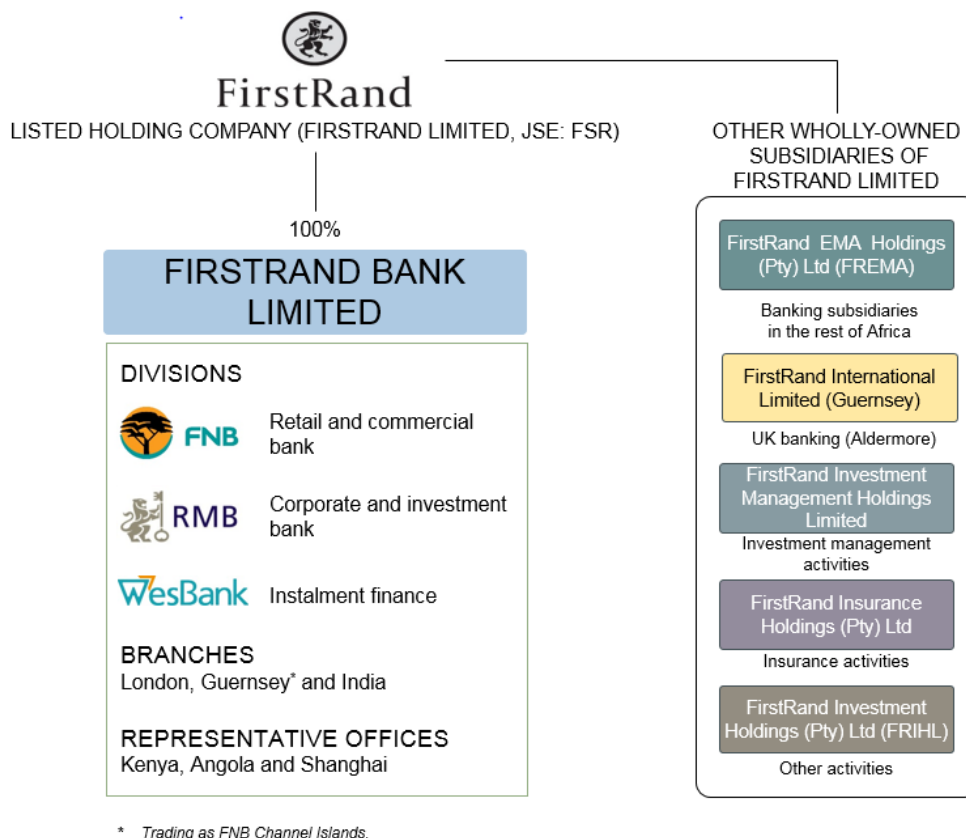 FirstRand
LISTED HOLDING COMPANY (FIRSTRAND LIMITED, JSE: FSR)
100%
FIRSTRAND BANK
LIMITED
DIVISIONS
FNB
Retail and commercial
bank
RMB
Corporate and investment
bank
WesBank
Instalment finance
BRANCHES
London, Guernsey* and India
REPRESENTATIVE OFFICES
Kenya, Angola and Shanghai
* Trading as FNB Channel Islands.
OTHER WHOLLY-OWNED
SUBSIDIARIES OF
FIRSTRAND LIMITED
FirstRand EMA Holdings
(Pty) Ltd (FREMA)
Banking subsidiaries
in the rest of Africa
FirstRand International
Limited (Guernsey)
UK banking (Aldermore)
FirstRand Investment
Management Holdings
Limited
Investment management
activities
FirstRand Insurance
Holdings (Pty) Ltd
Insurance activities
FirstRand Investment
Holdings (Pty) Ltd (FRIHL)
Other activities